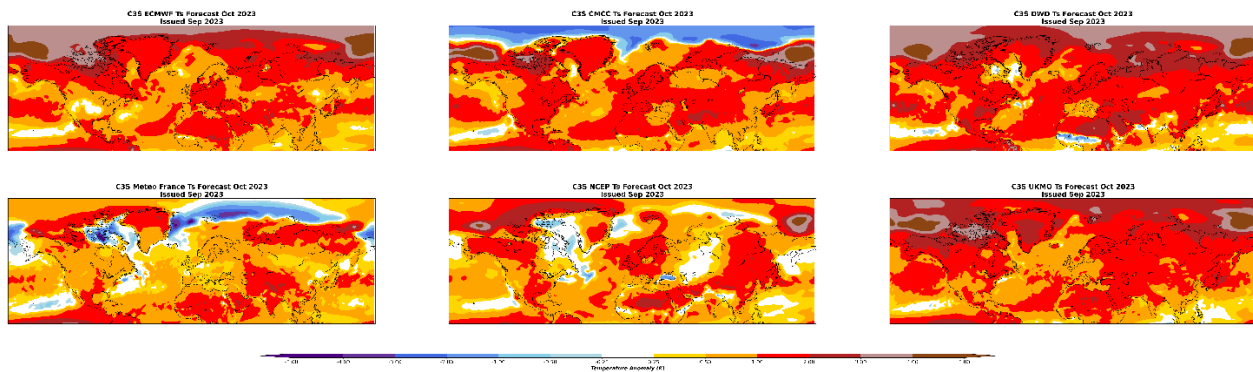 C3S ECMWF Ts Forecast Oct 2023
Issued Sep 2023
C3S CMCC Ts Forecast Oct 2023
Issued Sep 2023
C3S DWD Ts Forecast Oct 2023
Issued Sep 2023
C3S Meteo France Ts Forecast Oct 2023
Issued Sep 2023
C3S NCEP Ts Forecast Oct 2023
Issued Sep 2023
C3S UKMO Ts Forecast Oct 2023
Issued Sep 2023
Temperature Anomaly (K)